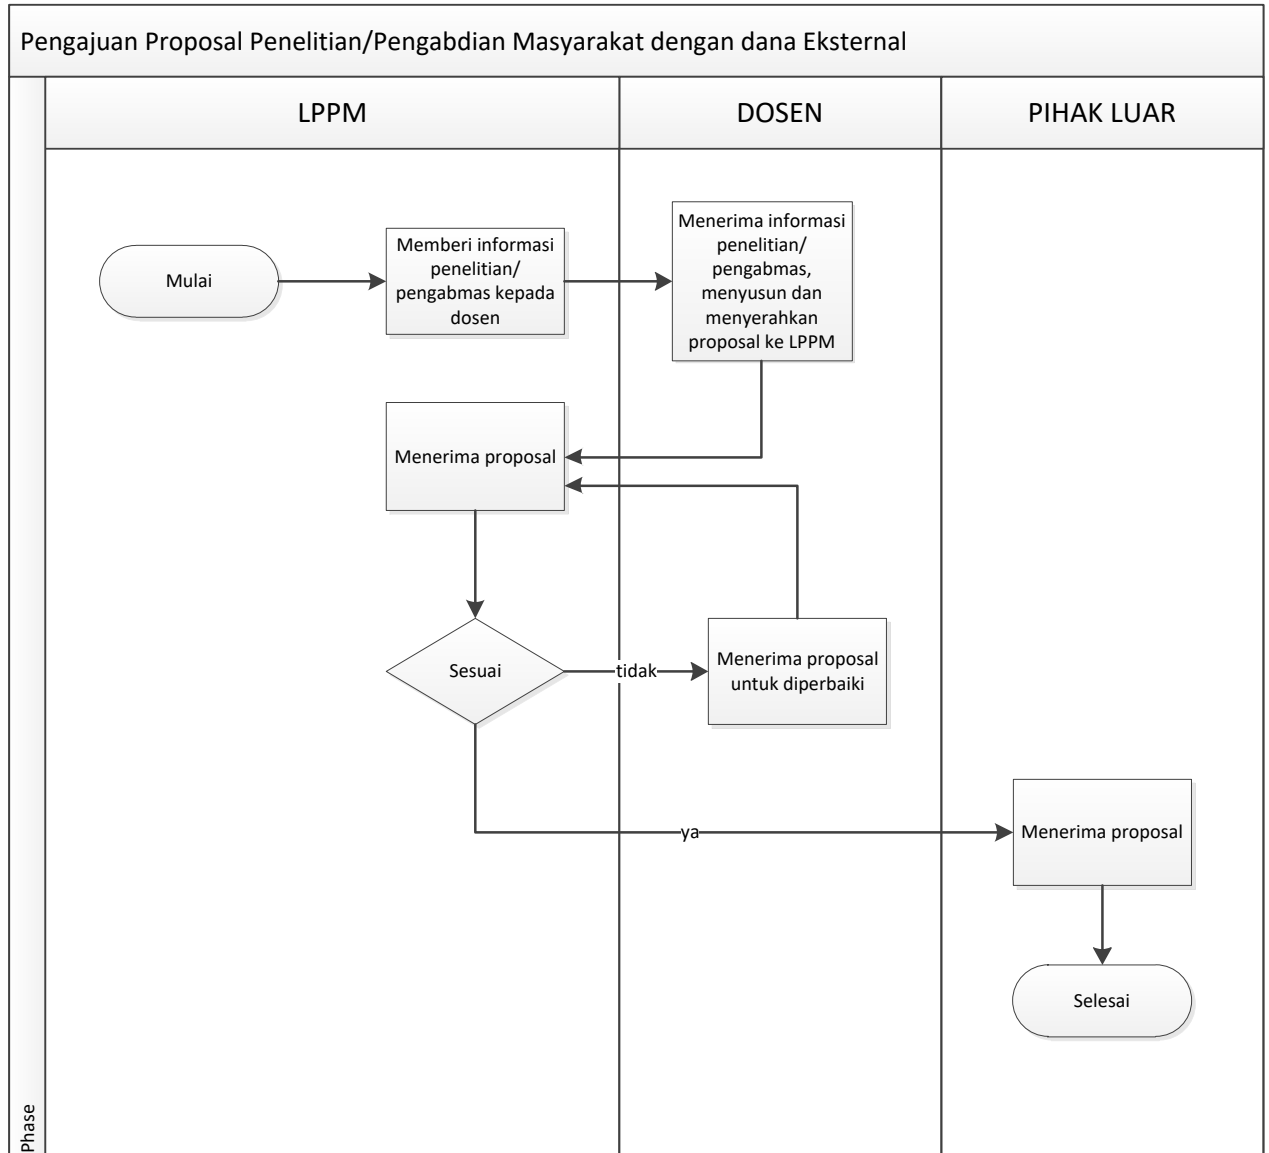 Pengajuan Proposal Penelitian/Pengabdian Masyarakat dengan dana Eksternal
LPPM
DOSEN
PIHAK LUAR
Mulai
Memberi informasi
penelitian/
pengabmas kepada
dosen
Menerima informasi
penelitian/
pengabmas,
menyusun dan
menyerahkan
proposal ke LPPM
Menerima proposal
Sesuai
tidak
Menerima proposal
untuk diperbaiki
ya
Menerima proposal
Selesai
Phase